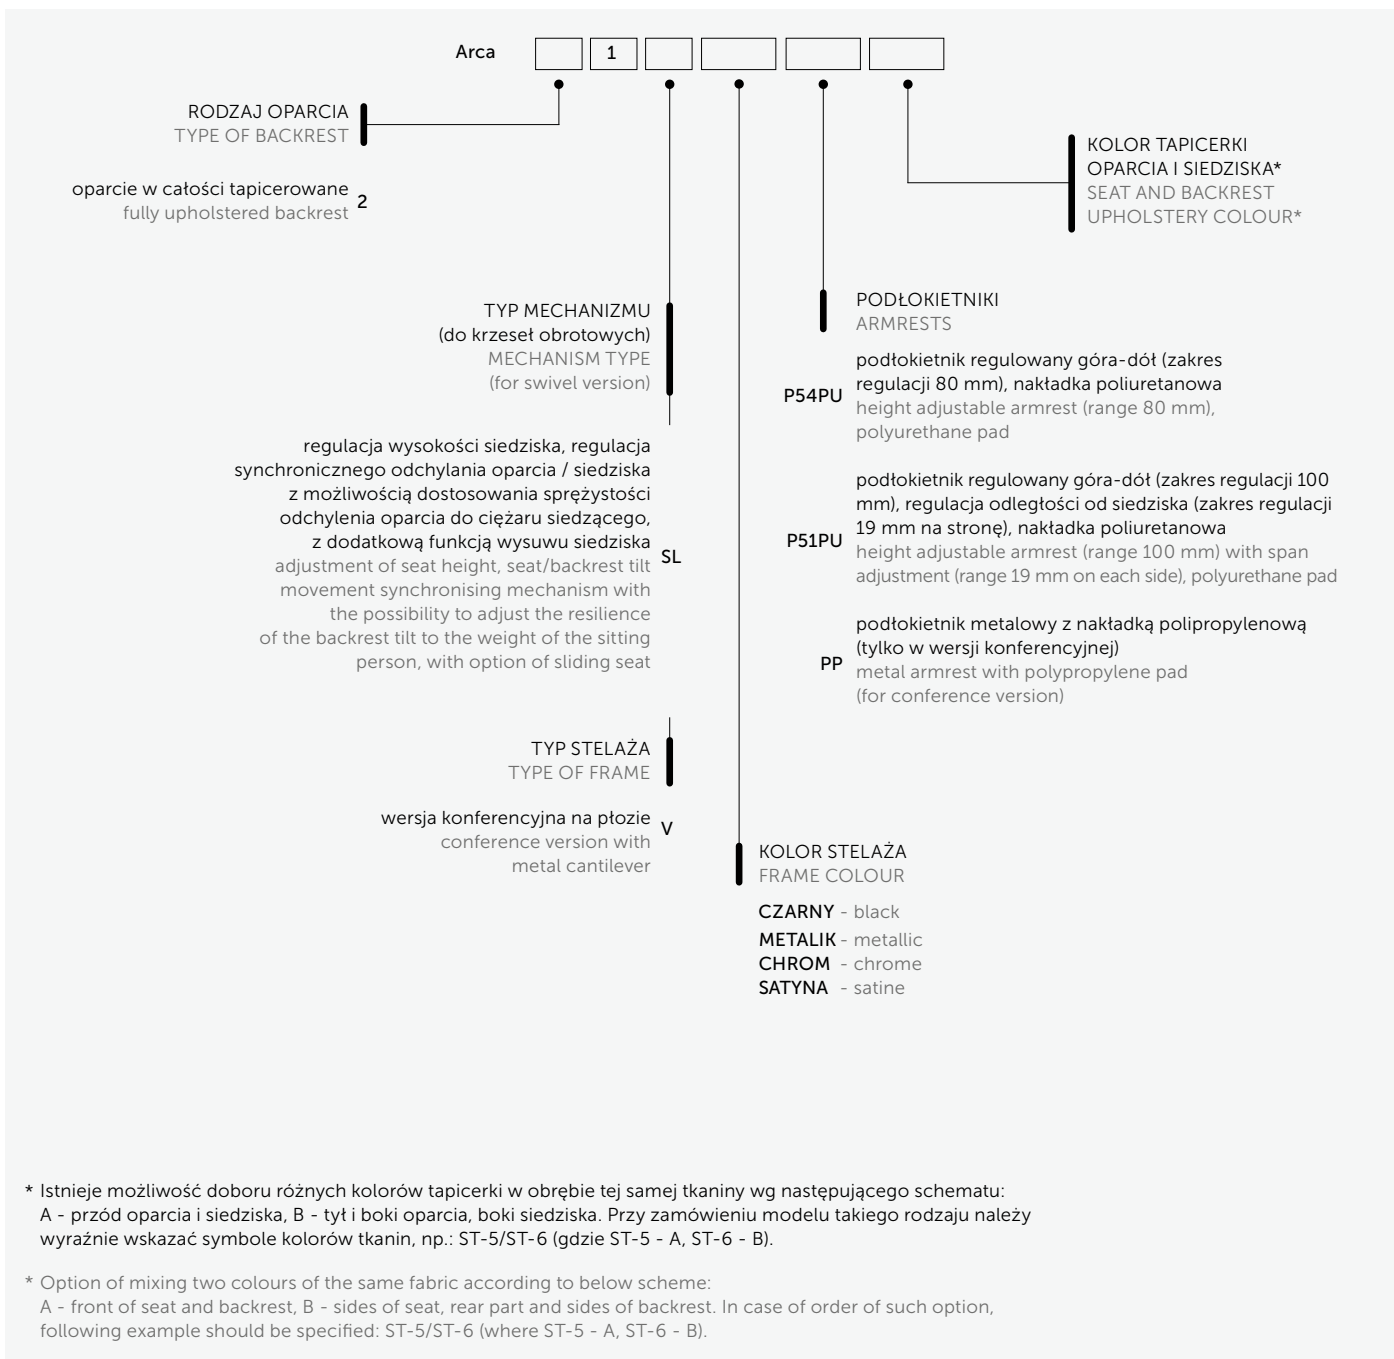 Arca 1
RODZAJ OPARCIA
TYPE OF BACKREST
oparcie w całości tapicerowane
fully upholstered backrest
2
KOLOR TAPICERKI
OPARCIA I SIEDZISKA*
SEAT AND BACKREST
UPHOLSTERY COLOUR*
TYP MECHANIZMU
(do krzeseł obrotowych)
MECHANISM TYPE
(for swivel version)
regulacja wysokości siedziska, regulacja
synchronicznego odchylania oparcia / siedziska
z możliwością dostosowania sprężystości
odchylenia oparcia do ciężaru siedzącego,
z dodatkową funkcją wysuwu siedziska
SL
adjustment of seat height, seat/backrest tilt
movement synchronising mechanism with
the possibility to adjust the resilience
of the backrest tilt to the weight of the sitting
person, with option of sliding seat
TYP STELAŻA
TYPE OF FRAME
wersja konferencyjna na płozie
V
conference version with
metal cantilever
PODŁOKIETNIKI
ARMRESTS
podłokietnik regulowany góra-dół (zakres
regulacji 80 mm), nakładka poliuretanowa
P54PU
height adjustable armrest (range 80 mm),
polyurethane pad
podłokietnik regulowany góra-dół (zakres regulacji 100
mm), regulacja odległości od siedziska (zakres regulacji
19 mm na stronę), nakładka poliuretanowa
P51PU
height adjustable armrest (range 100 mm) with span
adjustment (range 19 mm on each side), polyurethane pad
podłokietnik metalowy z nakładką polipropylenową
(tylko w wersji konferencyjnej)
PP
metal armrest with polypropylene pad
(for conference version)
KOLOR STELAŻA
FRAME COLOUR
CZARNY - black
METALIK - metallic
CHROM - chrome
SATYNA - satine
* Istnieje możliwość doboru różnych kolorów tapicerki w obrębie tej samej tkaniny wg następującego schematu:
A - przód oparcia i siedziska, B - tył i boki oparcia, boki siedziska. Przy zamówieniu modelu takiego rodzaju należy
wyraźnie wskazać symbole kolorów tkanin, np.: ST-5/ST-6 (gdzie ST-5 - A, ST-6 - B).
* Option of mixing two colours of the same fabric according to below scheme:
A - front of seat and backrest, B - sides of seat, rear part and sides of backrest. In case of order of such option,
following example should be specified: ST-5/ST-6 (where ST-5 - A, ST-6 - B).